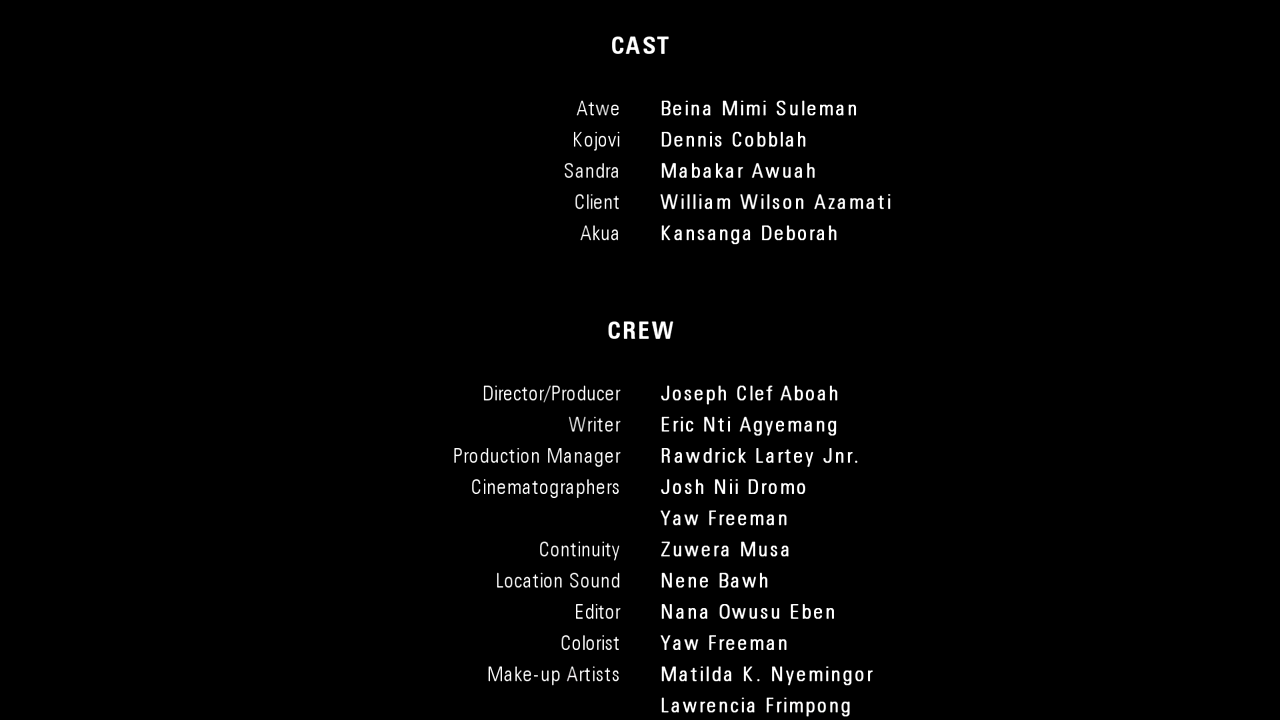 CAST
Atwe Beina Mimi Suleman
Kojovi Dennis Cobblah
Sandra Mabakar Awuah
Client William Wilson Azamati
Akua Kansanga Deborah
CREW
Director/Producer Joseph Clef Aboah
Writer Eric Nti Agyemang
Production Manager Rawdrick Lartey Jnr.
Cinematographers Josh Nii Dromo
Yaw Freeman
Continuity Zuwera Musa
Location Sound Nene Bawh
Editor Nana Owusu Eben
Colorist Yaw Freeman
Make-up Artists Matilda K. Nyemingor
Lawrencia Frimpong